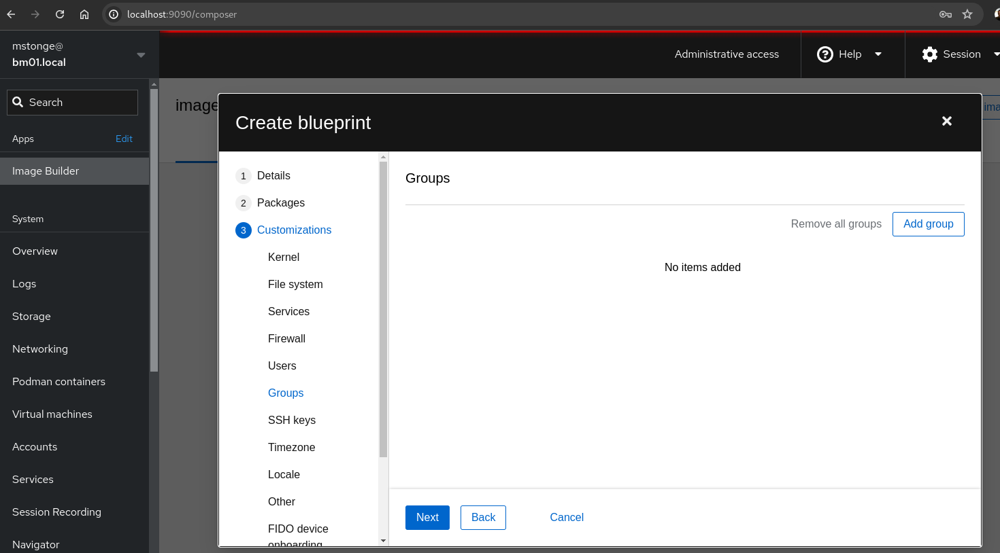 localhost:9090/composer
mstonge@
bm01.local
Administrative access
Help
Session
Search
Apps
Edit
Image Builder
System
Overview
Logs
Storage
Networking
Podman containers
Virtual machines
Accounts
Services
Session Recording
Navigator
image
ima
Create blueprint
1 Details
2 Packages
3 Customizations
Kernel
File system
Services
Firewall
Users
Groups
SSH keys
Timezone
Locale
Other
FIDO device
onboarding
Groups
Remove all groups
Add group
No items added
Next
Back
Cancel